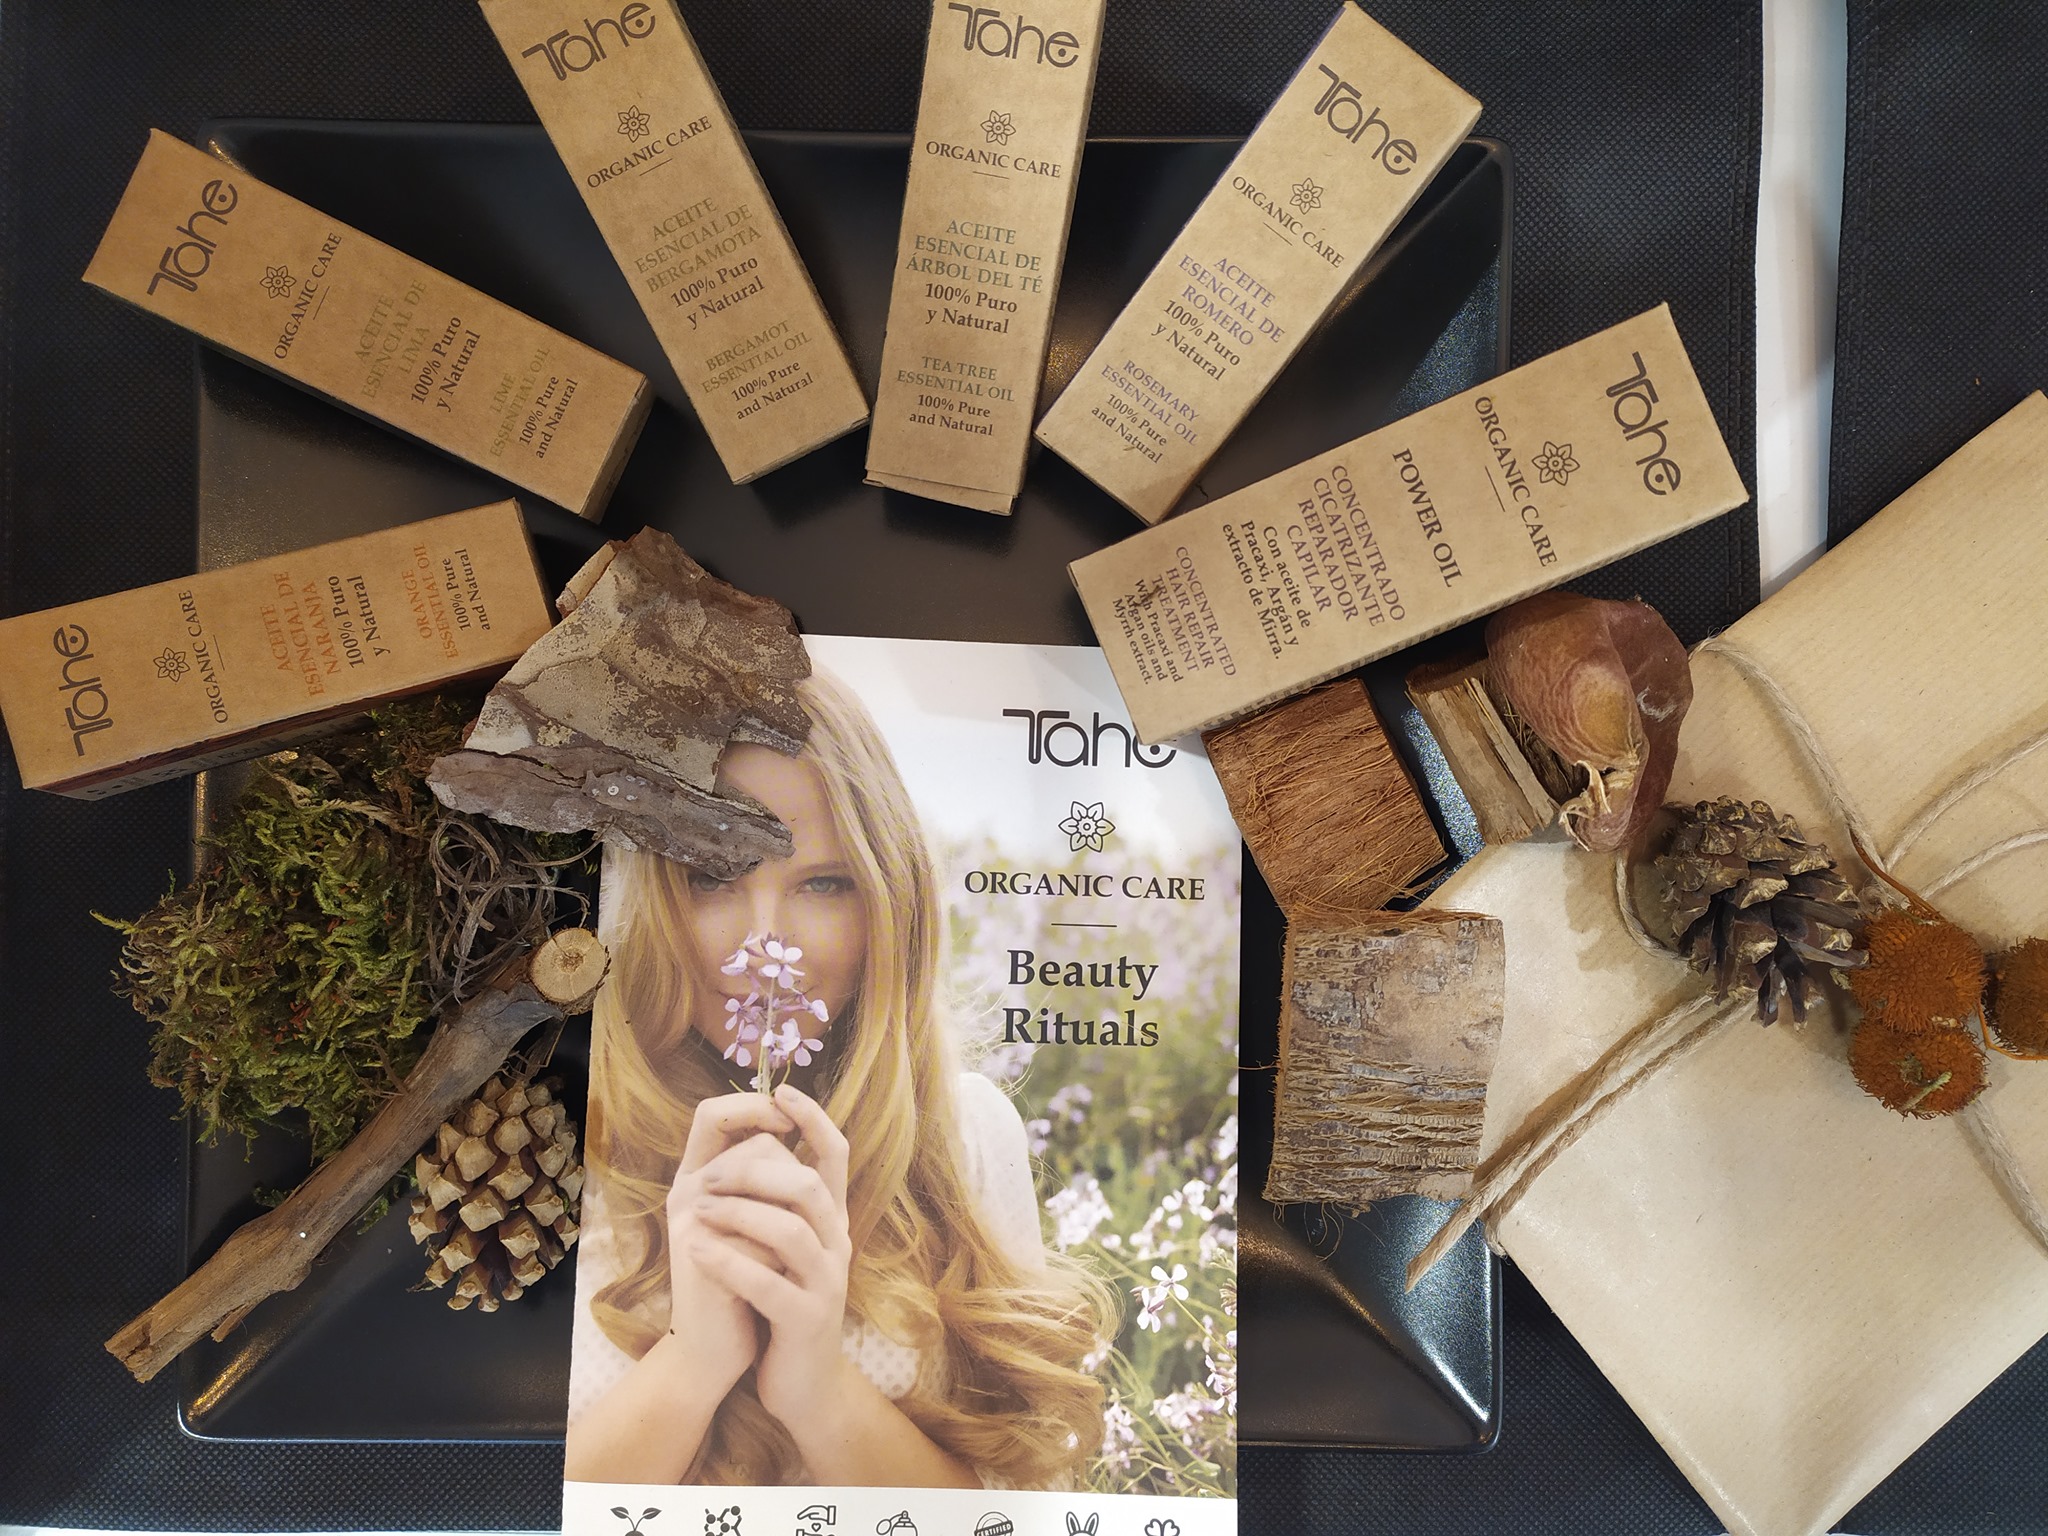 Tahe
ORGANIC CARE
ACEITE
ESENCIAL DE
NARANJA
100% Puro
y Natural
ORANGE
ESSENTIAL OIL
100% Pure
and Natural
Tahe
ORGANIC CARE
ACEITE
ESENCIAL DE
LIMA
100% Puro
y Natural
LIME
ESSENTIAL OIL
100% Pure
and Natural
Tahe
ORGANIC CARE
ACEITE
ESENCIAL DE
BERGAMOTA
100% Puro
y Natural
BERGAMOT
ESSENTIAL OIL
100% Pure
and Natural
Tahe
ORGANIC CARE
ACEITE
ESENCIAL DE
ÁRBOL DEL TÉ
100% Puro
y Natural
TEA TREE
ESSENTIAL OIL
100% Pure
and Natural
Tahe
ORGANIC CARE
ACEITE
ESENCIAL DE
ROMERO
100% Puro
y Natural
ROSEMARY
ESSENTIAL OIL
100% Pure
and Natural
Tahe
ORGANIC CARE
POWER OIL
CONCENTRADO
CICATRIZANTE
REPARADOR
CAPILAR
Con aceite de
Pracaxi, Argán y
extracto de Mirra.
CONCENTRATED
HAIR REPAIR
TREATMENT
With Pracaxi and
Argan oils and
Myrrh extract.
Tahe
ORGANIC CARE
Beauty
Rituals
CERTIFIED